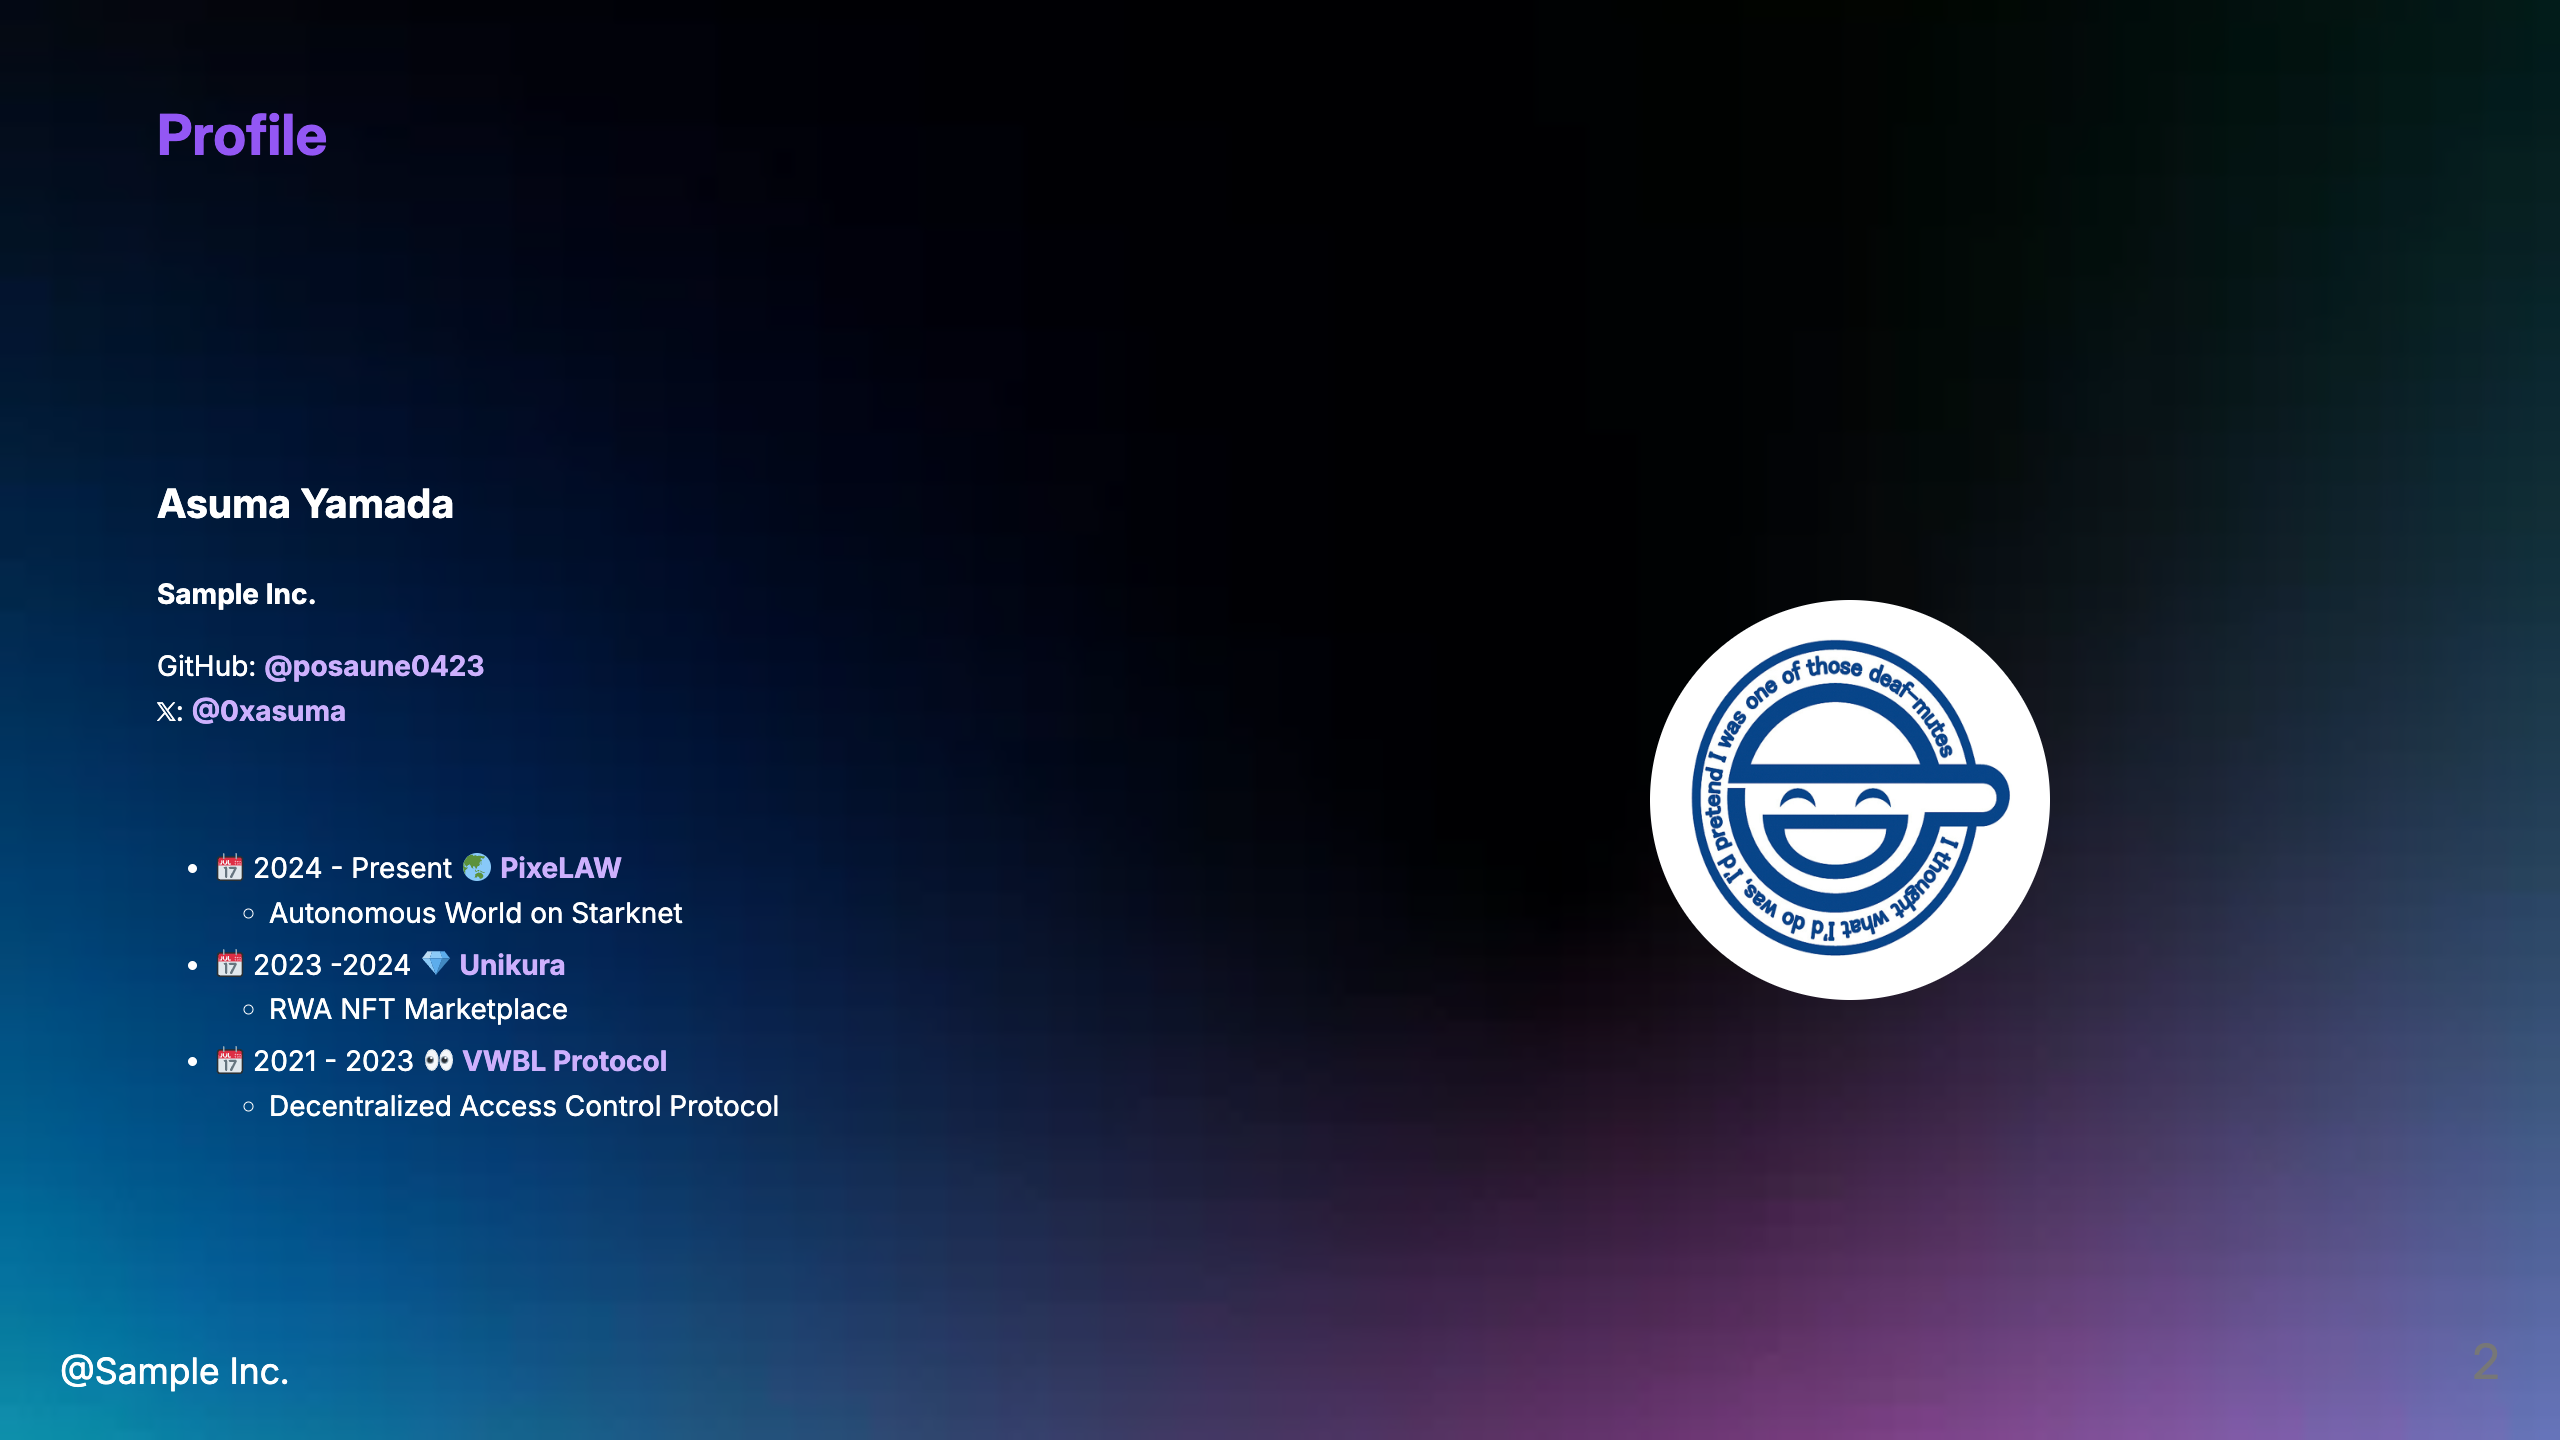 Profile
Asuma Yamada
Sample Inc.
GitHub: @posaune0423
𝕏: @0xasuma
• 📅 2024 - Present 🌏 PixeLAW
◦ Autonomous World on Starknet
• 📅 2023 -2024 💎 Unikura
◦ RWA NFT Marketplace
• 📅 2021 - 2023 👀 VWBL Protocol
◦ Decentralized Access Control Protocol
I thought what I'd do was, I'd pretend I was one of those deaf-mutes
@Sample Inc.
2